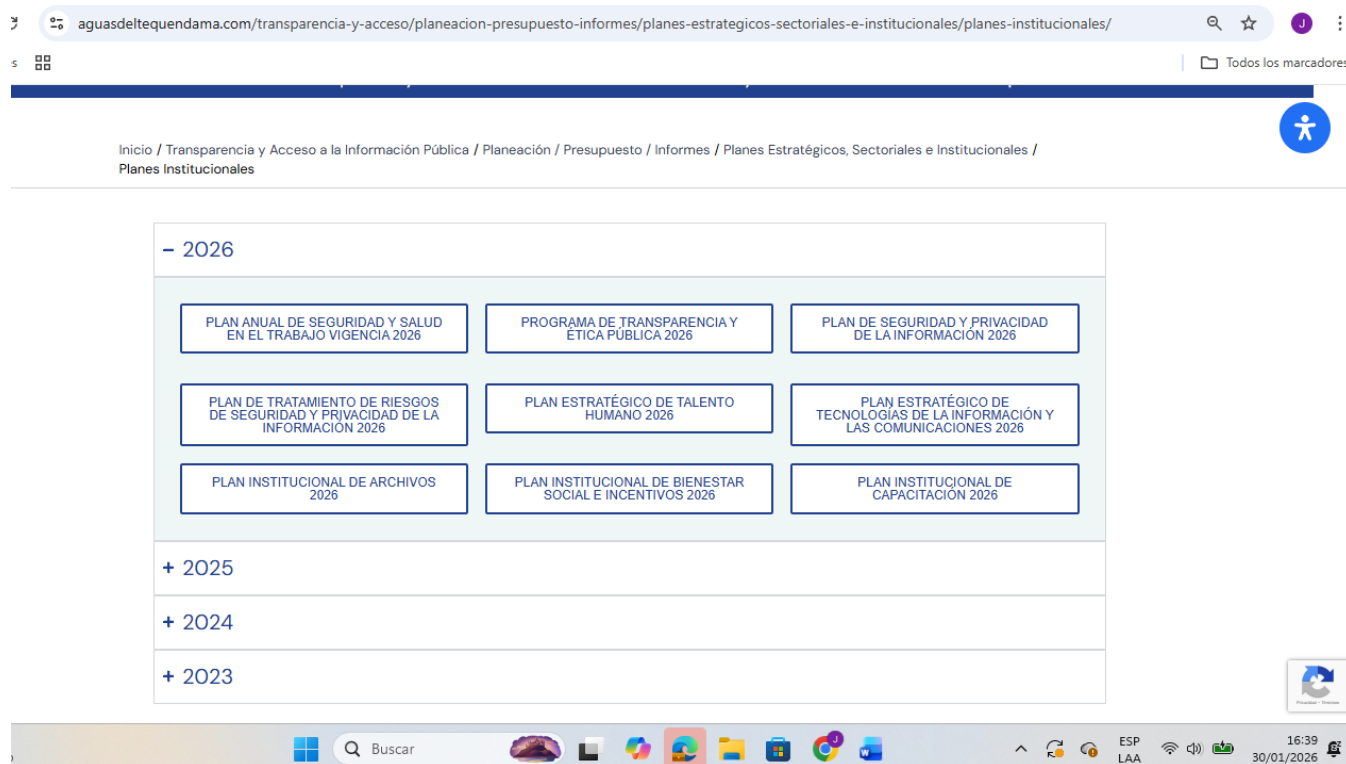 aguasdeltequendama.com/transparencia-y-acceso/planeacion-presupuesto-informes/planes-estrategicos-sectoriales-e-institucionales/planes-institucionales/
J
s
Todos los marcadores
Inicio / Transparencia y Acceso a la Información Pública / Planeación / Presupuesto / Informes / Planes Estratégicos, Sectoriales e Institucionales /
Planes Institucionales
– 2026
PLAN ANUAL DE SEGURIDAD Y SALUD
EN EL TRABAJO VIGENCIA 2026
PROGRAMA DE TRANSPARENCIA Y
ÉTICA PÚBLICA 2026
PLAN DE SEGURIDAD Y PRIVACIDAD
DE LA INFORMACIÓN 2026
PLAN DE TRATAMIENTO DE RIESGOS
DE SEGURIDAD Y PRIVACIDAD DE LA
INFORMACIÓN 2026
PLAN ESTRATÉGICO DE TALENTO
HUMANO 2026
PLAN ESTRATÉGICO DE
TECNOLOGÍAS DE LA INFORMACIÓN Y
LAS COMUNICACIONES 2026
PLAN INSTITUCIONAL DE ARCHIVOS
2026
PLAN INSTITUCIONAL DE BIENESTAR
SOCIAL E INCENTIVOS 2026
PLAN INSTITUCIONAL DE
CAPACITACIÓN 2026
+ 2025
+ 2024
+ 2023
Buscar
ESP
LAA
16:39
30/01/2026